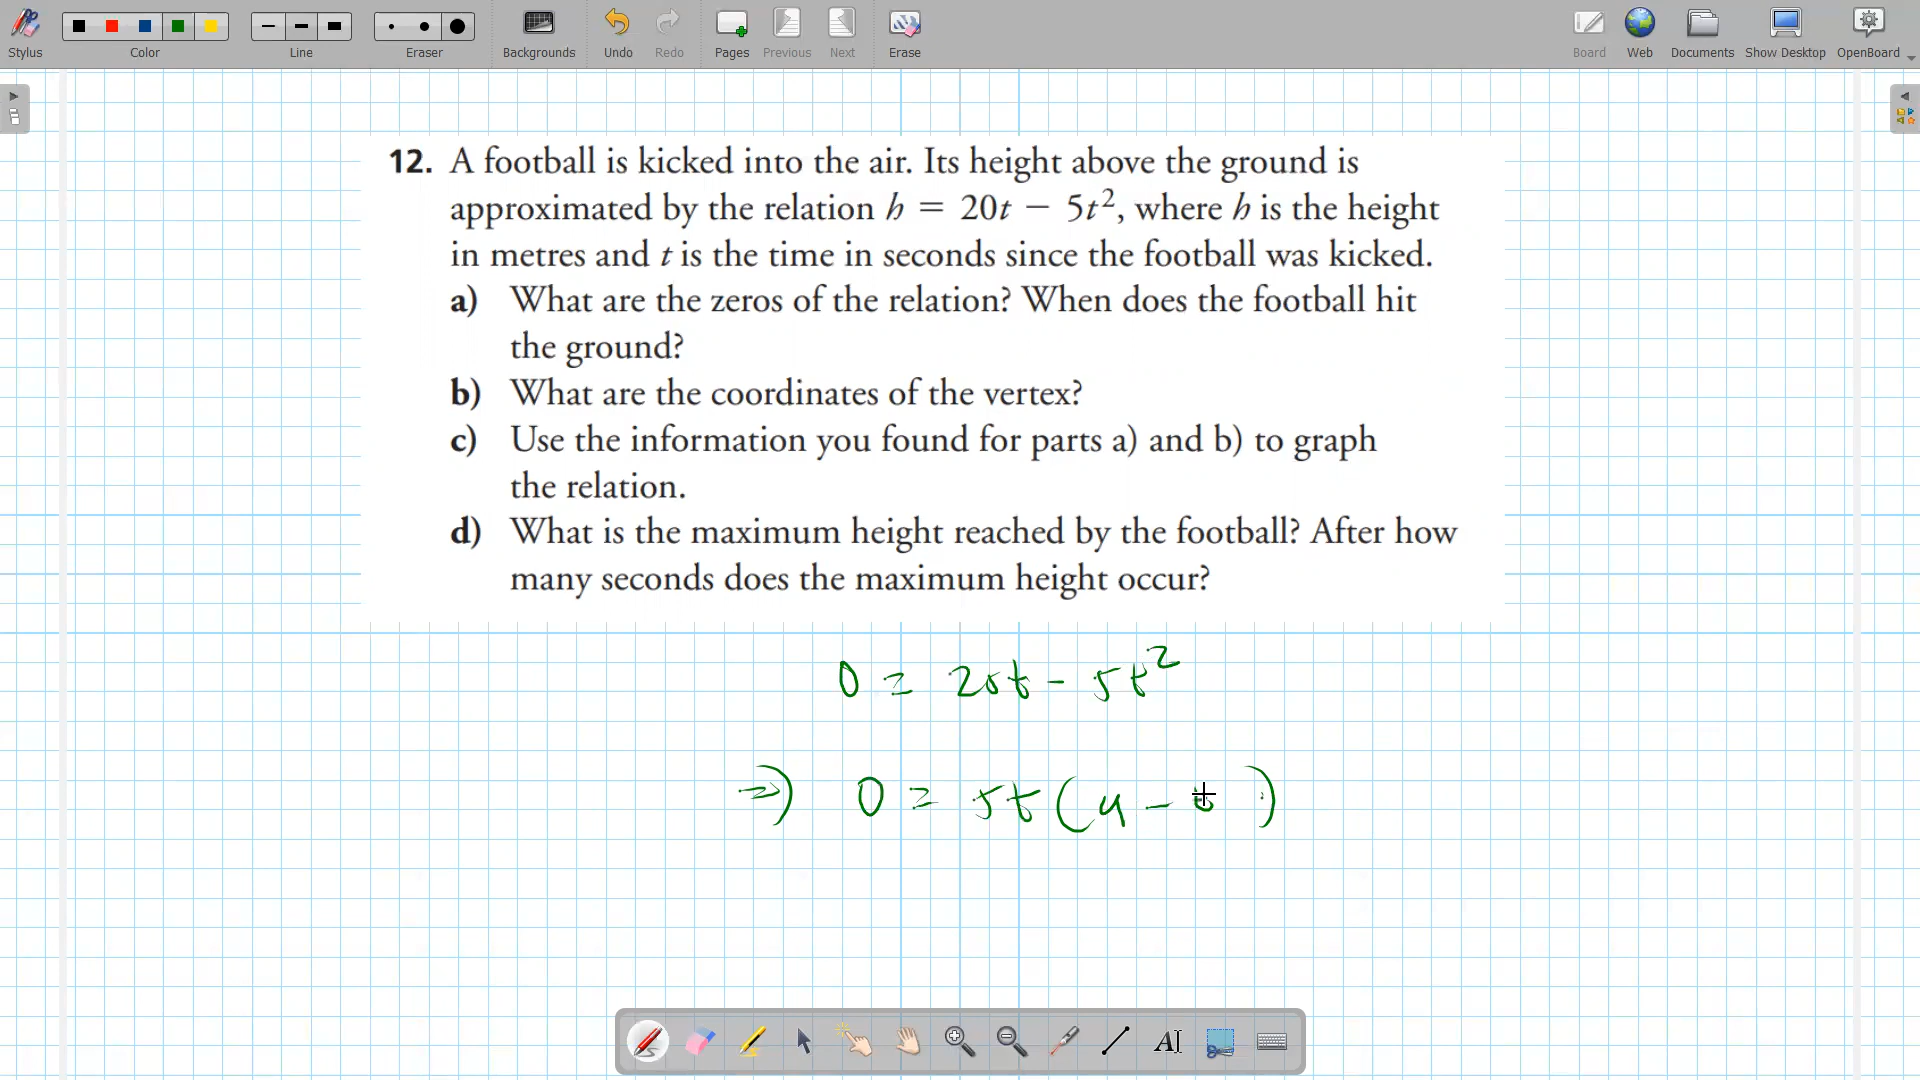 Stylus Color Line Eraser Backgrounds Undo Redo Pages Previous Next Erase Board Web Documents Show Desktop OpenBoard
12. A football is kicked into the air. Its height above the ground is
approximated by the relation h = 20t − 5t², where h is the height
in metres and t is the time in seconds since the football was kicked.
a) What are the zeros of the relation? When does the football hit
the ground?
b) What are the coordinates of the vertex?
c) Use the information you found for parts a) and b) to graph
the relation.
d) What is the maximum height reached by the football? After how
many seconds does the maximum height occur?
0 = 20t − 5t²
⇒) 0 = 5t(4 − t)